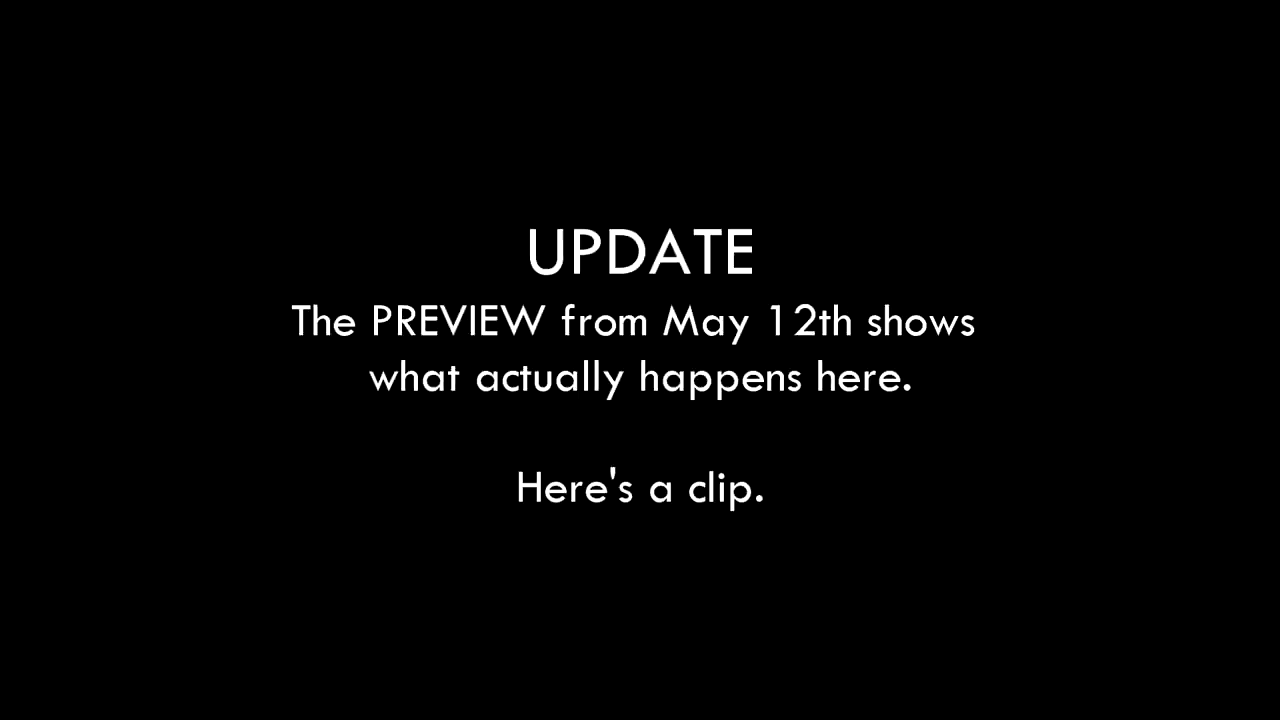 UPDATE
The PREVIEW from May 12th shows
what actually happens here.
Here's a clip.